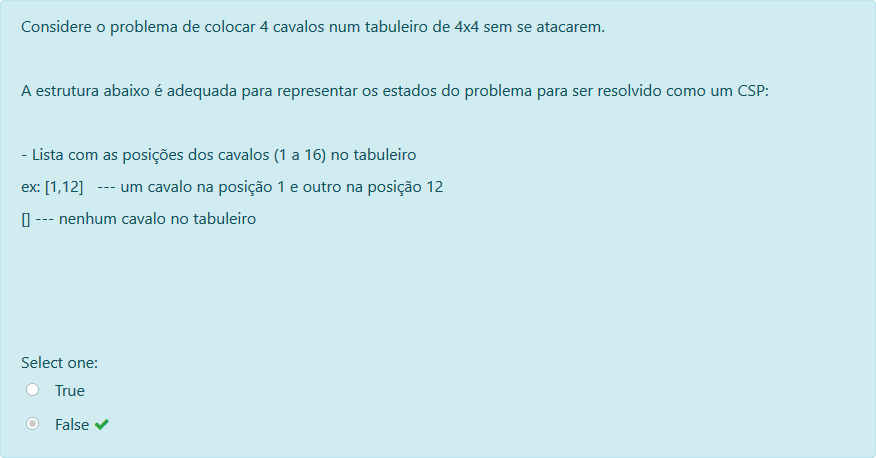 Considere o problema de colocar 4 cavalos num tabuleiro de 4x4 sem se atacarem.
A estrutura abaixo é adequada para representar os estados do problema para ser resolvido como um CSP:
- Lista com as posições dos cavalos (1 a 16) no tabuleiro
ex: [1,12] --- um cavalo na posição 1 e outro na posição 12
[] --- nenhum cavalo no tabuleiro
Select one:
True
False